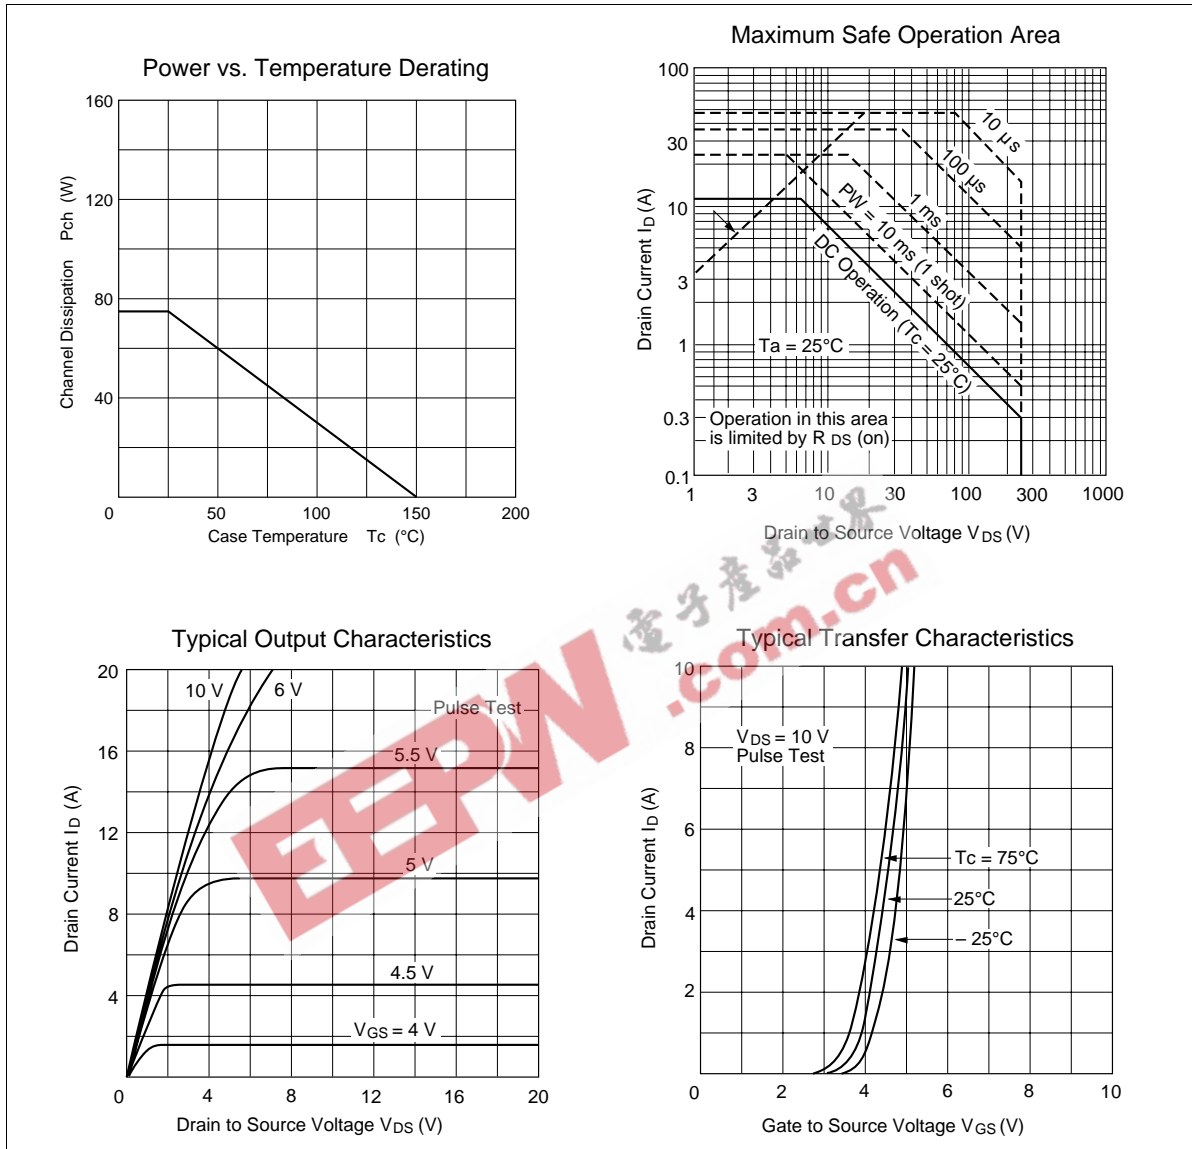 Power vs. Temperature Derating
160
120
80
40
0
50
100
150
200
Channel Dissipation Pch (W)
Case Temperature Tc (°C)
Maximum Safe Operation Area
100
30
10
3
1
0.3
0.1
1
3
10
30
100
300
1000
Drain Current ID (A)
Drain to Source Voltage VDS (V)
10 µs
100 µs
1 ms
PW = 10 ms (1 shot)
DC Operation (Tc = 25°C)
Ta = 25°C
Operation in this area
is limited by R DS (on)
電子產品世界
.com.cn
EEPW
Typical Output Characteristics
20
16
12
8
4
0
4
8
12
16
20
Drain Current ID (A)
Drain to Source Voltage VDS (V)
10 V
6 V
Pulse Test
5.5 V
5 V
4.5 V
VGS = 4 V
Typical Transfer Characteristics
10
8
6
4
2
0
2
4
6
8
10
Drain Current ID (A)
Gate to Source Voltage VGS (V)
VDS = 10 V
Pulse Test
Tc = 75°C
25°C
– 25°C